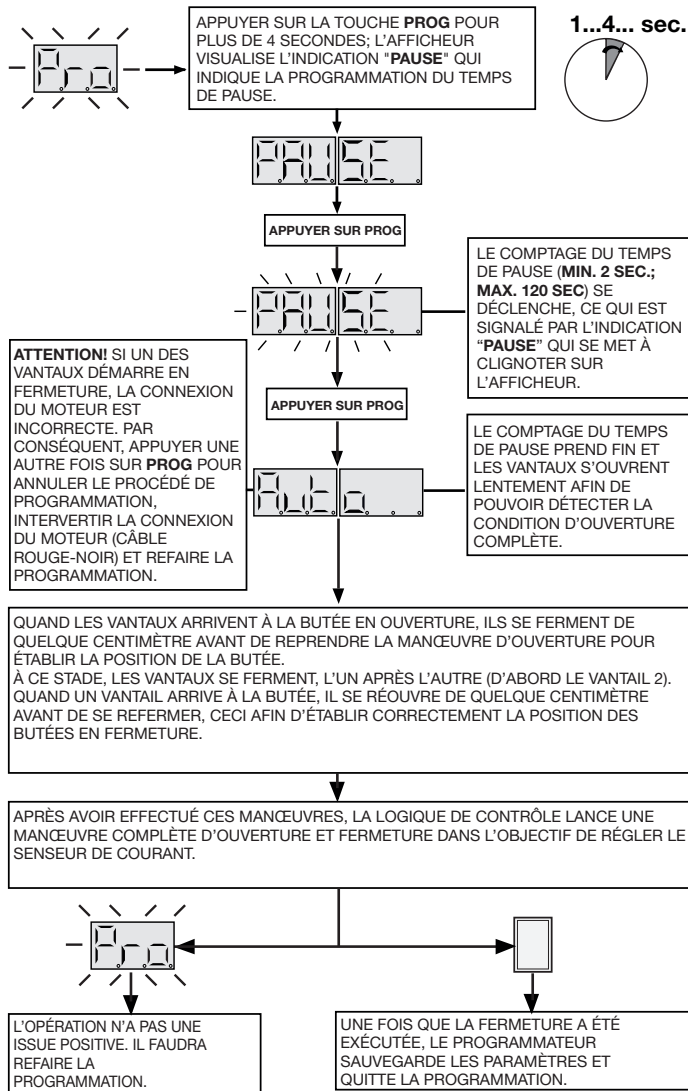 Pro
APPUYER SUR LA TOUCHE PROG POUR
PLUS DE 4 SECONDES; L'AFFICHEUR
VISUALISE L'INDICATION "PAUSE" QUI
INDIQUE LA PROGRAMMATION DU TEMPS
DE PAUSE.
1...4... sec.
PAUSE
APPUYER SUR PROG
PAUSE
LE COMPTAGE DU TEMPS
DE PAUSE (MIN. 2 SEC.;
MAX. 120 SEC) SE
DÉCLENCHE, CE QUI EST
SIGNALÉ PAR L'INDICATION
“PAUSE” QUI SE MET À
CLIGNOTER SUR
L'AFFICHEUR.
ATTENTION! SI UN DES
VANTAUX DÉMARRE EN
FERMETURE, LA CONNEXION
DU MOTEUR EST
INCORRECTE. PAR
CONSÉQUENT, APPUYER UNE
AUTRE FOIS SUR PROG POUR
ANNULER LE PROCÉDÉ DE
PROGRAMMATION,
INTERVERTIR LA CONNEXION
DU MOTEUR (CÂBLE
ROUGE-NOIR) ET REFAIRE LA
PROGRAMMATION.
APPUYER SUR PROG
Auto
LE COMPTAGE DU TEMPS
DE PAUSE PREND FIN ET
LES VANTAUX S'OUVRENT
LENTEMENT AFIN DE
POUVOIR DÉTECTER LA
CONDITION D'OUVERTURE
COMPLÈTE.
QUAND LES VANTAUX ARRIVENT À LA BUTÉE EN OUVERTURE, ILS SE FERMENT DE
QUELQUE CENTIMÈTRE AVANT DE REPRENDRE LA MANŒUVRE D'OUVERTURE POUR
ÉTABLIR LA POSITION DE LA BUTÉE.
À CE STADE, LES VANTAUX SE FERMENT, L'UN APRÈS L'AUTRE (D'ABORD LE VANTAIL 2).
QUAND UN VANTAIL ARRIVE À LA BUTÉE, IL SE RÉOUVRE DE QUELQUE CENTIMÈTRE
AVANT DE SE REFERMER, CECI AFIN D'ÉTABLIR CORRECTEMENT LA POSITION DES
BUTÉES EN FERMETURE.
APRÈS AVOIR EFFECTUÉ CES MANŒUVRES, LA LOGIQUE DE CONTRÔLE LANCE UNE
MANŒUVRE COMPLÈTE D'OUVERTURE ET FERMETURE DANS L'OBJECTIF DE RÉGLER LE
SENSEUR DE COURANT.
Pro
L'OPÉRATION N'A PAS UNE
ISSUE POSITIVE. IL FAUDRA
REFAIRE LA
PROGRAMMATION.
UNE FOIS QUE LA FERMETURE A ÉTÉ
EXÉCUTÉE, LE PROGRAMMATEUR
SAUVEGARDE LES PARAMÈTRES ET
QUITTE LA PROGRAMMATION.